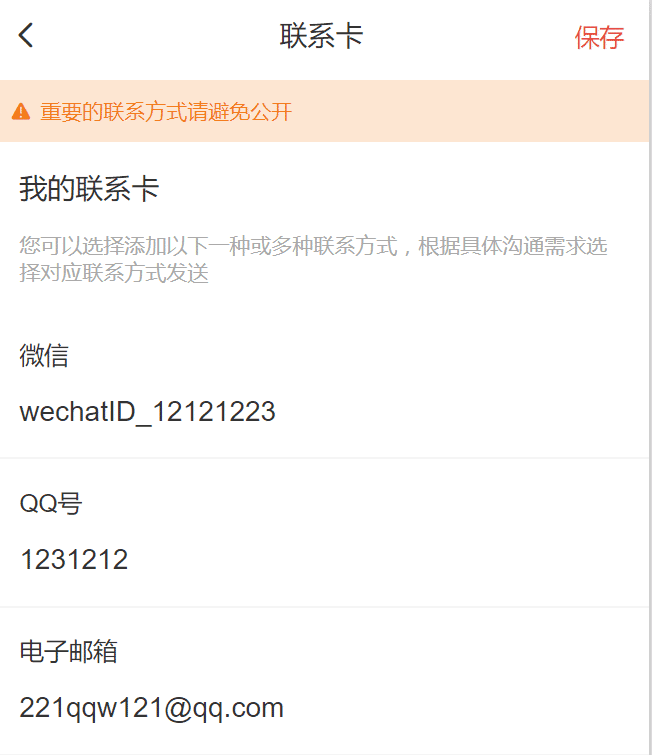 联系卡
保存
重要的联系方式请避免公开
我的联系卡
您可以选择添加以下一种或多种联系方式，根据具体沟通需求选
择对应联系方式发送
微信
wechatID_12121223
QQ号
1231212
电子邮箱
221qqw121@qq.com